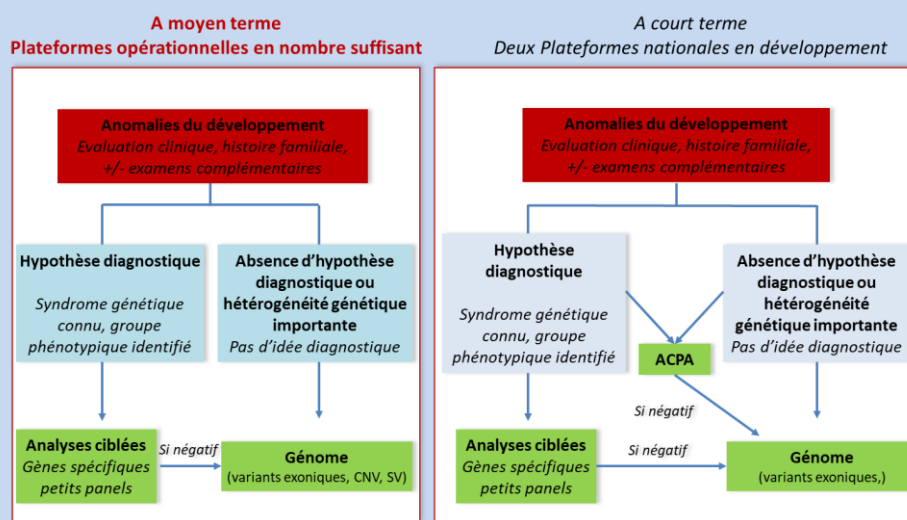 A moyen terme
Plateformes opérationnelles en nombre suffisant
Anomalies du développement
Evaluation clinique, histoire familiale,
+/- examens complémentaires
Hypothèse diagnostique
Syndrome génétique
connu, groupe
phénotypique identifié
Absence d'hypothèse
diagnostique ou
hétérogénéité génétique
importante
Pas d'idée diagnostique
Analyses ciblées
Gènes spécifiques
petits panels
Si négatif
Génome
(variants exoniques, CNV, SV)
A court terme
Deux Plateformes nationales en développement
Anomalies du développement
Evaluation clinique, histoire familiale,
+/- examens complémentaires
Hypothèse
diagnostique
Syndrome génétique
connu, groupe
phénotypique identifié
Absence d'hypothèse
diagnostique ou
hétérogénéité
génétique importante
Pas d'idée diagnostique
ACPA
Si négatif
Analyses ciblées
Gènes spécifiques
petits panels
Si négatif
Génome
(variants exoniques,)